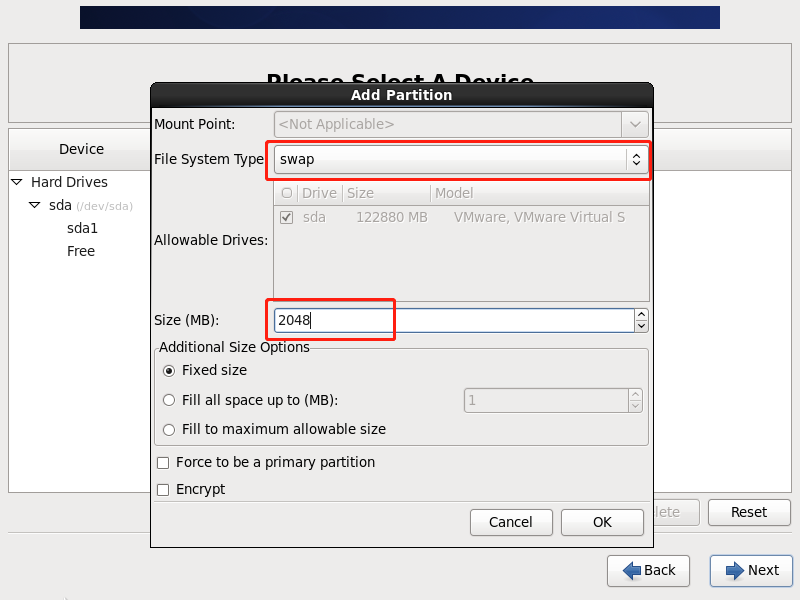 Please Select A Device
Add Partition
Mount Point:
<Not Applicable>
Device
File System Type
swap
Drive
Size
Model
Hard Drives
sda (/dev/sda)
sda
122880 MB
VMware, VMware Virtual S
sda1
Allowable Drives:
Free
Size (MB):
2048
Additional Size Options
Fixed size
Fill all space up to (MB):
1
Fill to maximum allowable size
Force to be a primary partition
Encrypt
Cancel
OK
lete
Reset
Back
Next